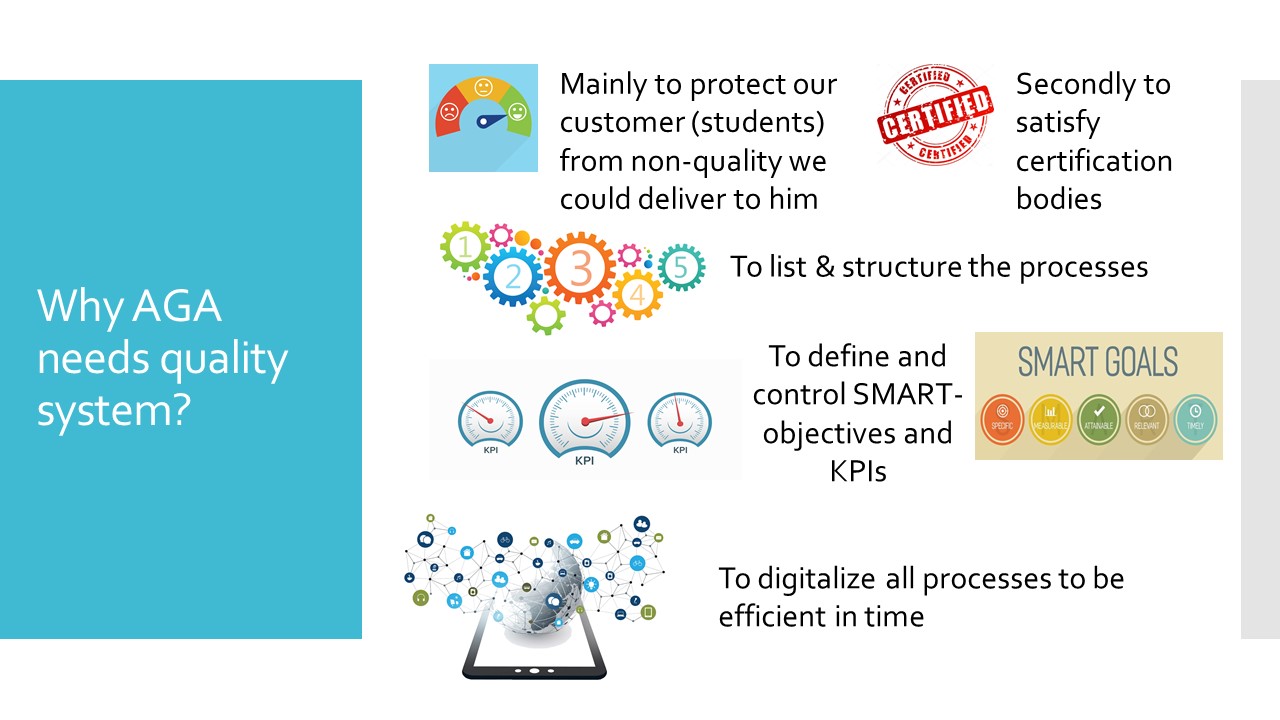 Why AGA
needs quality
system?
Mainly to protect our
customer (students)
from non-quality we
could deliver to him
CERTIFIED
CERTIFIED
CERTIFIED
Secondly to
satisfy
certification
bodies
1
2
3
4
5
To list & structure the processes
KPI
KPI
KPI
To define and
control SMART-
objectives and
KPIs
SMART GOALS
SPECIFIC
MEASURABLE
ATTAINABLE
RELEVANT
TIMELY
To digitalize all processes to be
efficient in time